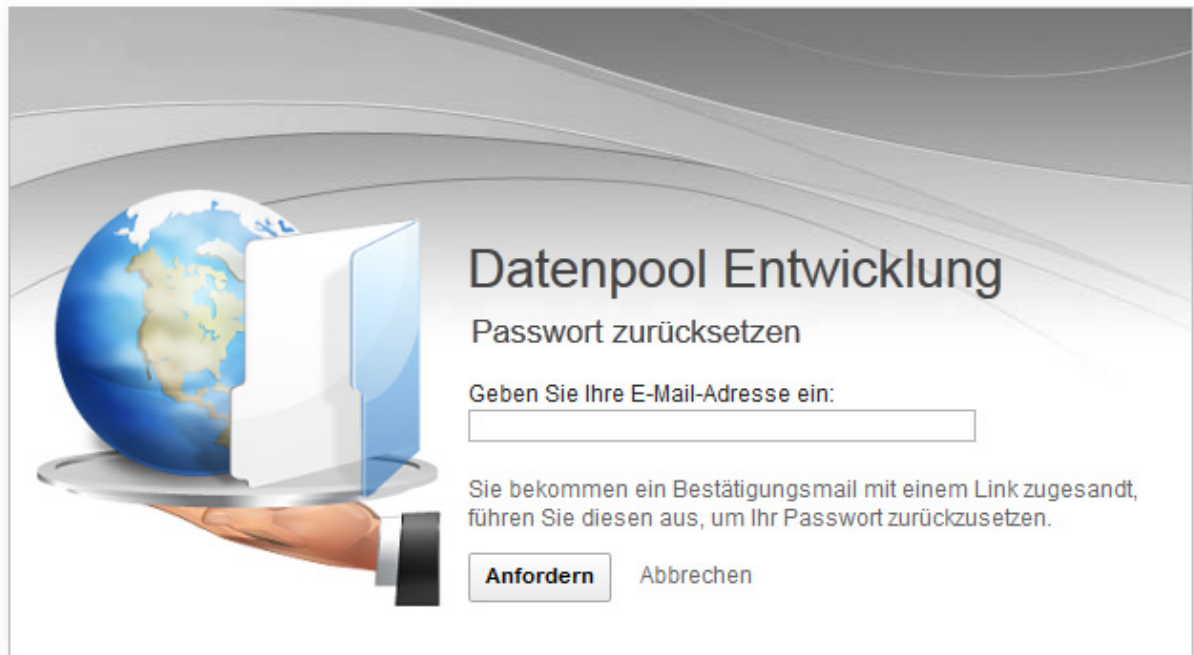 Datenpool Entwicklung
Passwort zurücksetzen
Geben Sie Ihre E-Mail-Adresse ein:
Sie bekommen ein Bestätigungsmail mit einem Link zugesandt,
führen Sie diesen aus, um Ihr Passwort zurückzusetzen.
Anfordern Abbrechen